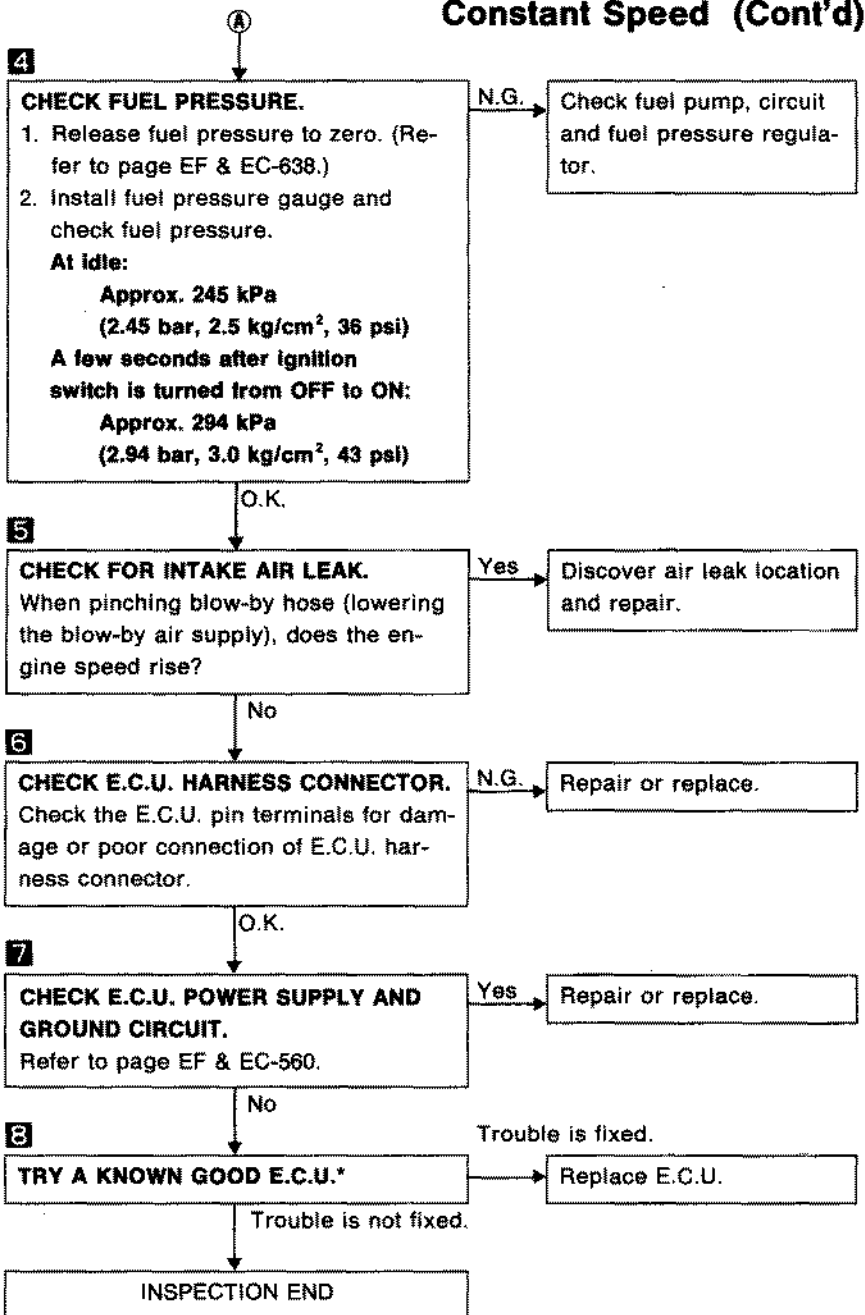 Constant Speed (Cont'd)
A
4
CHECK FUEL PRESSURE.
1. Release fuel pressure to zero. (Re-
fer to page EF & EC-638.)
2. Install fuel pressure gauge and
check fuel pressure.
At idle:
Approx. 245 kPa
(2.45 bar, 2.5 kg/cm², 36 psi)
A few seconds after ignition
switch is turned from OFF to ON:
Approx. 294 kPa
(2.94 bar, 3.0 kg/cm², 43 psi)
N.G.
Check fuel pump, circuit
and fuel pressure regula-
tor.
O.K.
5
CHECK FOR INTAKE AIR LEAK.
When pinching blow-by hose (lowering
the blow-by air supply), does the en-
gine speed rise?
Yes
Discover air leak location
and repair.
No
6
CHECK E.C.U. HARNESS CONNECTOR.
Check the E.C.U. pin terminals for dam-
age or poor connection of E.C.U. har-
ness connector.
N.G.
Repair or replace.
O.K.
7
CHECK E.C.U. POWER SUPPLY AND
GROUND CIRCUIT.
Refer to page EF & EC-560.
Yes
Repair or replace.
No
8
TRY A KNOWN GOOD E.C.U.*
Trouble is fixed.
Replace E.C.U.
Trouble is not fixed.
INSPECTION END